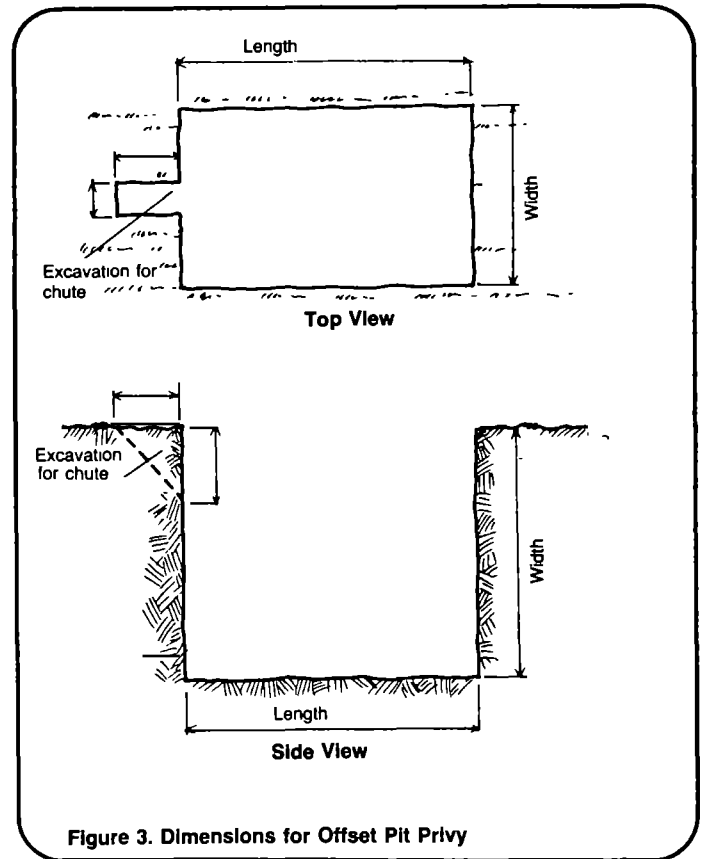 Length
Width
Excavation for
chute
Top View
Excavation
for chute
Width
Length
Side View
Figure 3. Dimensions for Offset Pit Privy